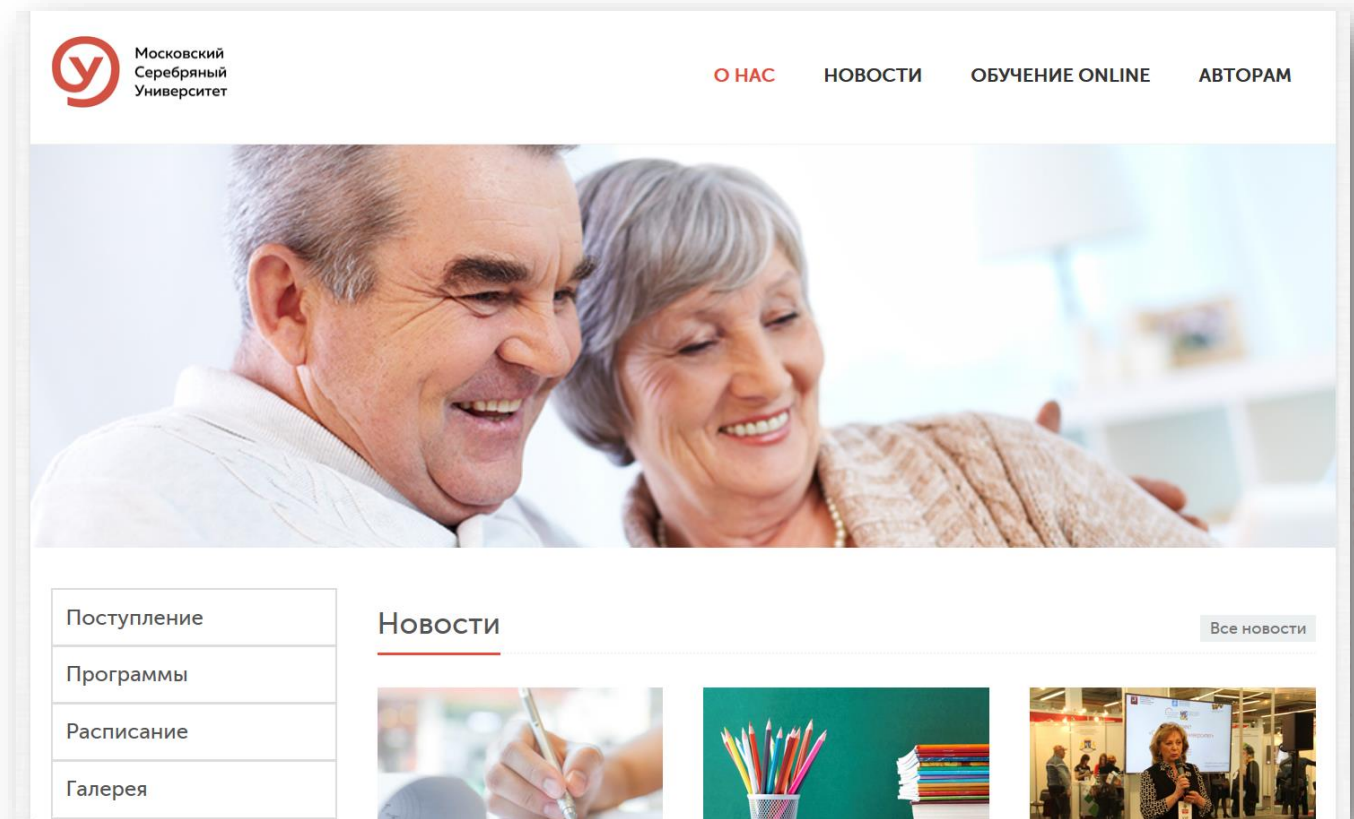 Московский
Серебряный
Университет
О НАС НОВОСТИ ОБУЧЕНИЕ ONLINE АВТОРАМ
Поступление
Программы
Расписание
Галерея
Новости
Все новости